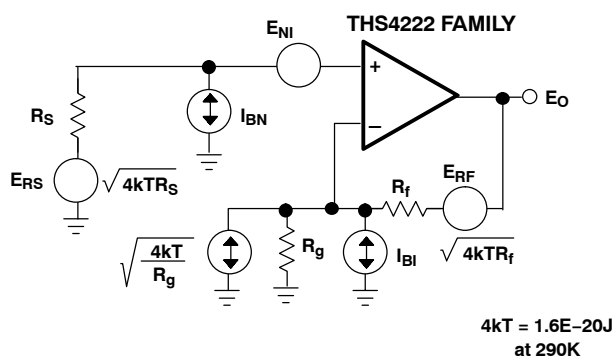 THS4222 FAMILY
E_NI
+
E_O
R_S
I_BN
−
E_RS
√4kTR_S
R_f
E_RF
√4kT/R_g
R_g
I_BI
√4kTR_f
4kT = 1.6E−20J
at 290K